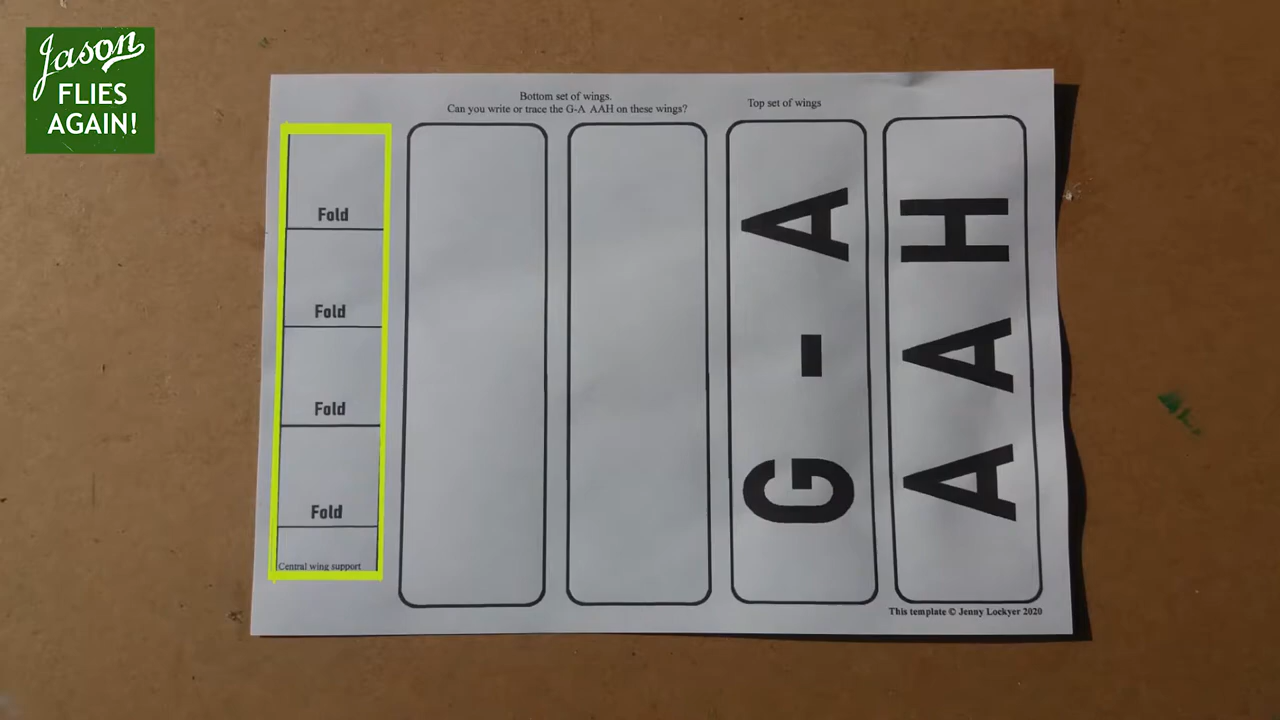 Jason
FLIES
AGAIN!
Bottom set of wings.
Can you write or trace the G-A AAH on these wings?
Top set of wings
Fold
Fold
Fold
Fold
Central wing support
G - A
AAH
This template © Jenny Lockyer 2020